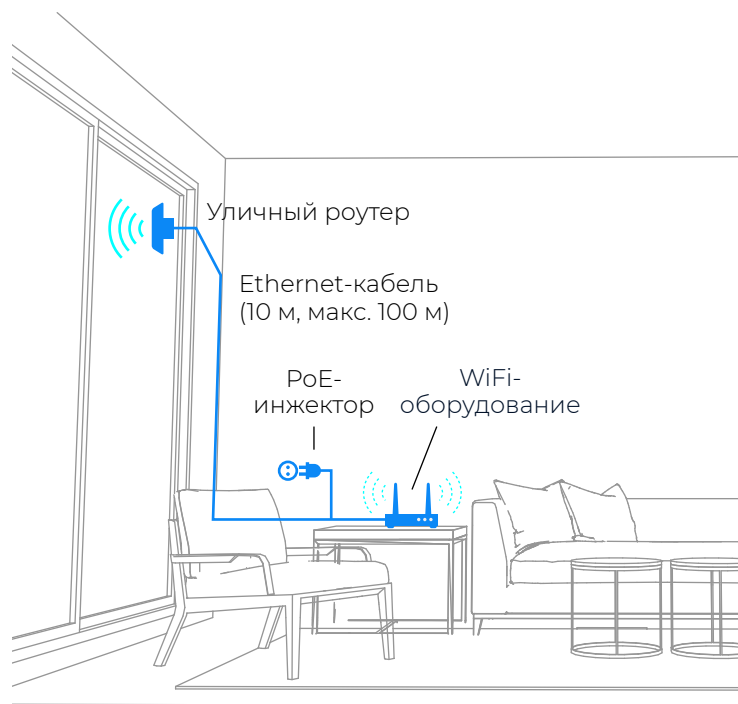 Уличный роутер
Ethernet-кабель
(10 м, макс. 100 м)
PoE-
инжектор
WiFi-
оборудование